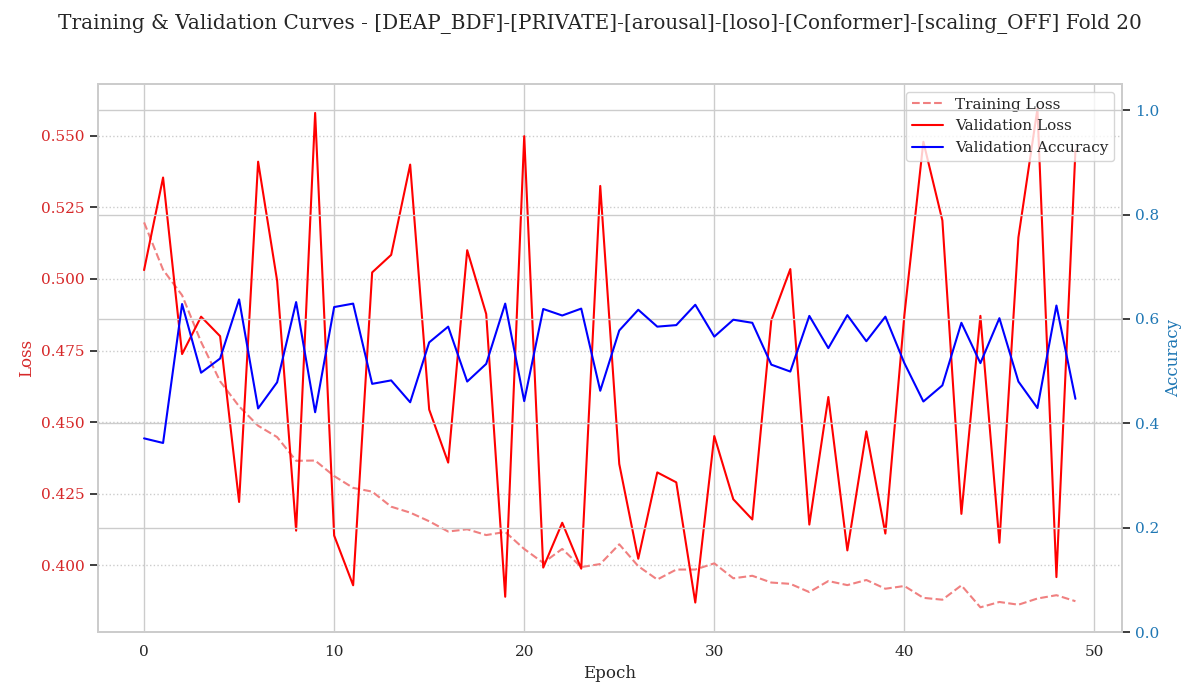 Training & Validation Curves - [DEAP_BDF]-[PRIVATE]-[arousal]-[loso]-[Conformer]-[scaling_OFF] Fold 20
Training Loss
Validation Loss
Validation Accuracy
0.550
0.525
0.500
0.475
0.450
0.425
0.400
Loss
1.0
0.8
0.6
0.4
0.2
0.0
Accuracy
0 10 20 30 40 50
Epoch